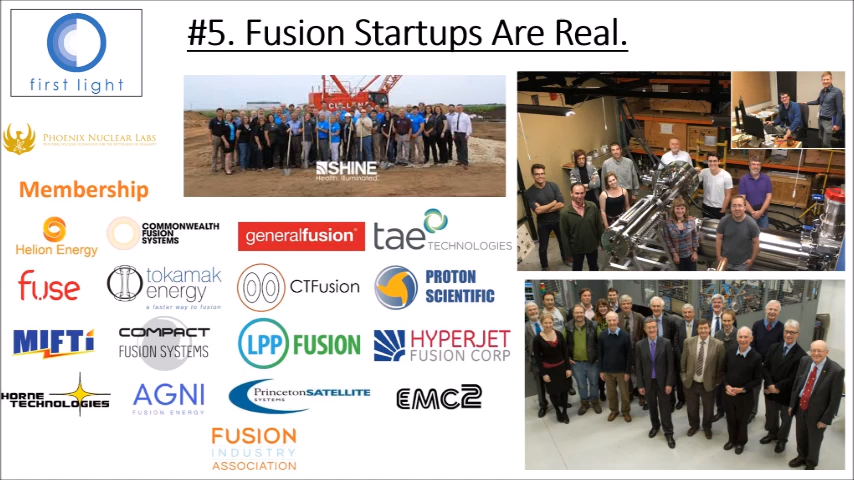 #5. Fusion Startups Are Real.
first light
PHOENIX NUCLEAR LABS
SHINE
Health. Illuminated.
Membership
Helion Energy
COMMONWEALTH
FUSION
SYSTEMS
generalfusion
tae TECHNOLOGIES
fuse
tokamak
energy
a faster way to fusion
CTFusion
PROTON
SCIENTIFIC
MIFTi
COMPACT
FUSION SYSTEMS
LPP FUSION
HYPERJET
FUSION CORP
HORNE
TECHNOLOGIES
AGNI
FUSION ENERGY
PrincetonSATELLITE
SYSTEMS
EMC2
FUSION
INDUSTRY
ASSOCIATION